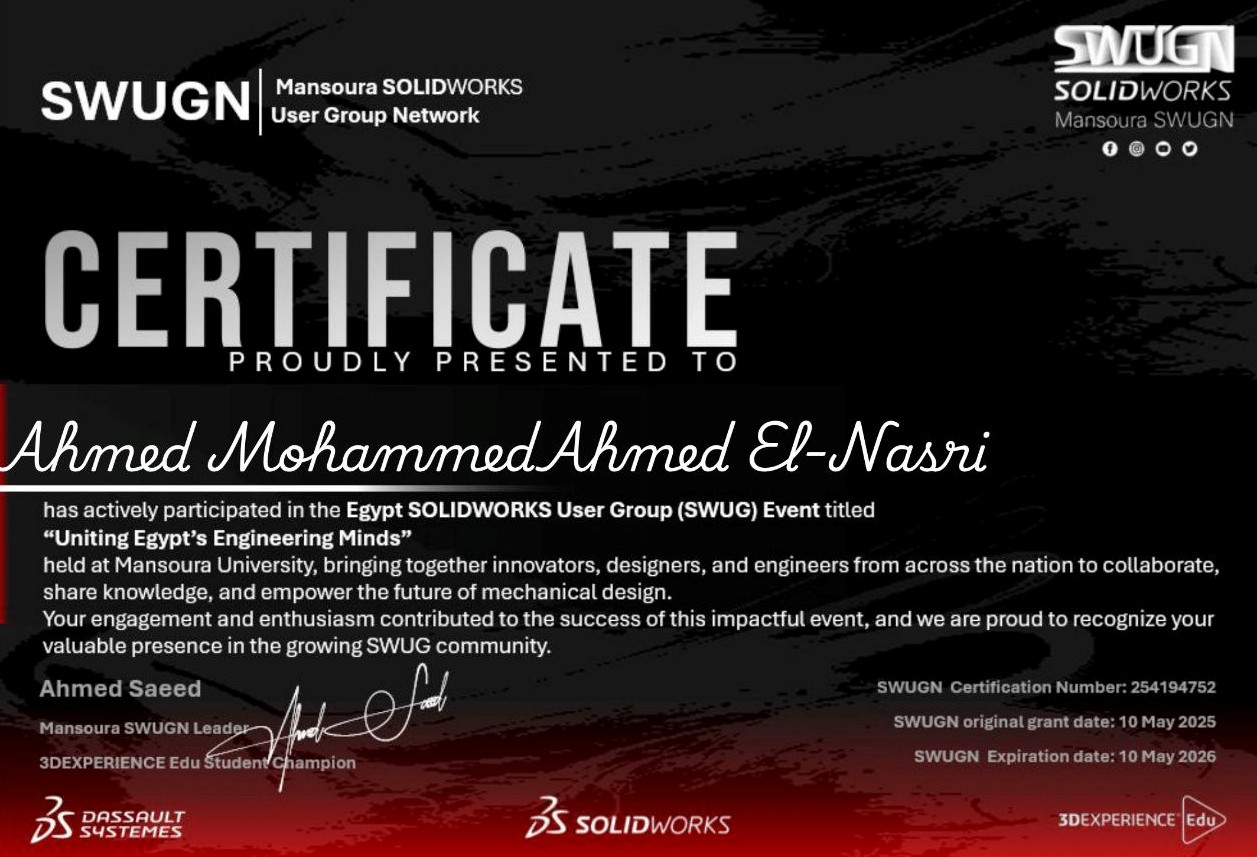 SWUGN
Mansoura SOLIDWORKS
User Group Network
SWUGN
SOLIDWORKS
Mansoura SWUGN
CERTIFICATE
PROUDLY PRESENTED TO
Ahmed Mohammed Ahmed El-Nasri
has actively participated in the Egypt SOLIDWORKS User Group (SWUG) Event titled
“Uniting Egypt’s Engineering Minds”
held at Mansoura University, bringing together innovators, designers, and engineers from across the nation to collaborate,
share knowledge, and empower the future of mechanical design.
Your engagement and enthusiasm contributed to the success of this impactful event, and we are proud to recognize your
valuable presence in the growing SWUG community.
Ahmed Saeed
Mansoura SWUGN Leader
3DEXPERIENCE Edu Student Champion
Ahmed Saed
SWUGN Certification Number: 254194752
SWUGN original grant date: 10 May 2025
SWUGN Expiration date: 10 May 2026
DASSAULT
SYSTEMES
SOLIDWORKS
3DEXPERIENCE Edu